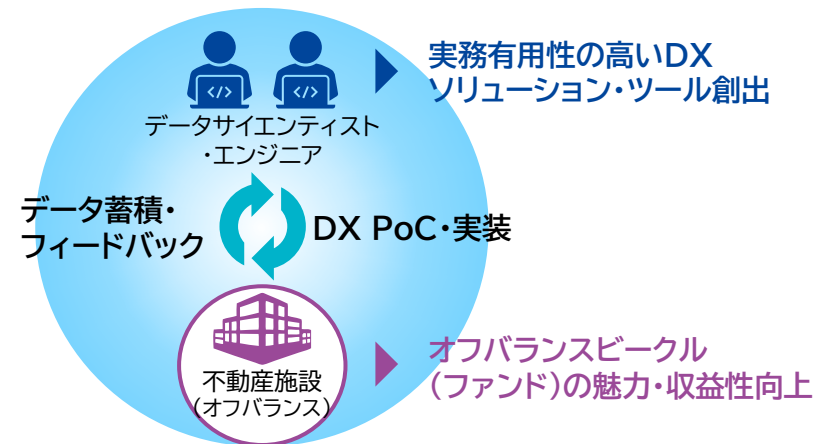 </> </>
実務有用性の高いDX
ソリューション・ツール創出
データサイエンティスト
・エンジニア
データ蓄積・
フィードバック
DX PoC・実装
不動産施設
(オフバランス)
オフバランスビークル
(ファンド)の魅力・収益性向上